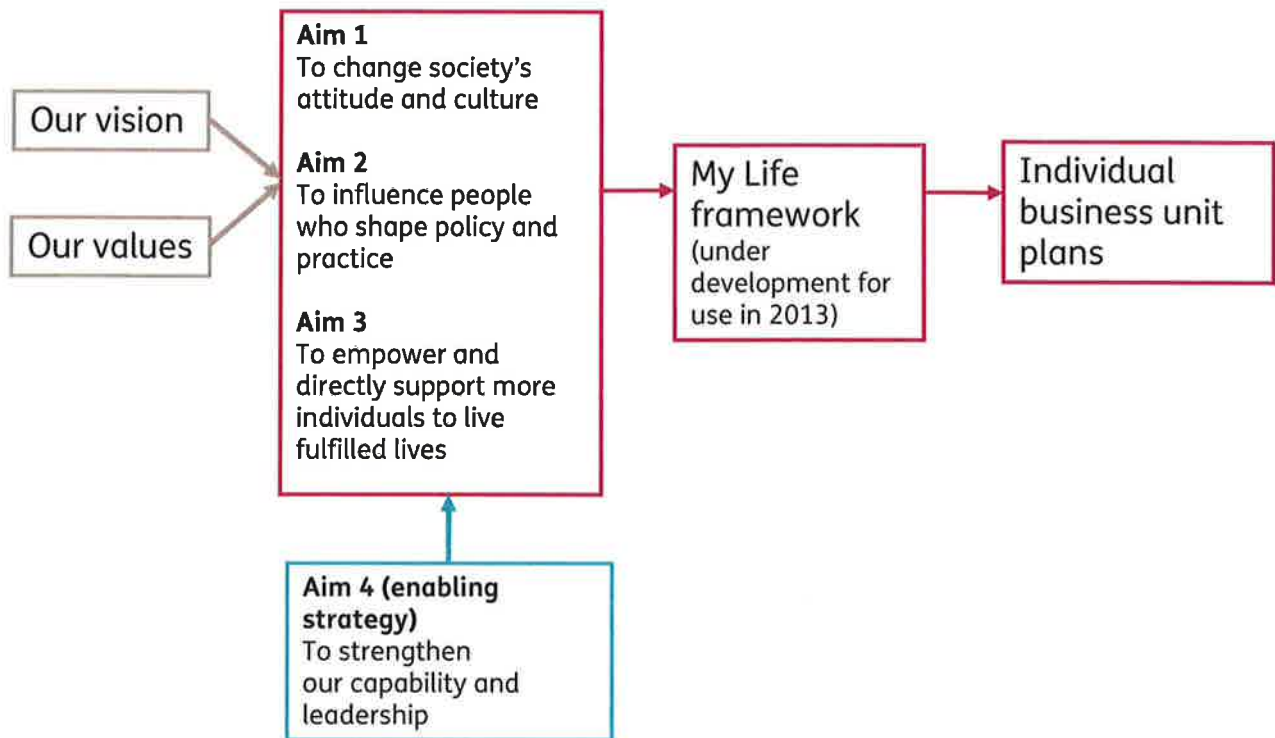 Our vision
Our values
Aim 1
To change society's
attitude and culture
Aim 2
To influence people
who shape policy and
practice
Aim 3
To empower and
directly support more
individuals to live
fulfilled lives
Aim 4 (enabling
strategy)
To strengthen
our capability and
leadership
My Life
framework
(under
development for
use in 2013)
Individual
business unit
plans